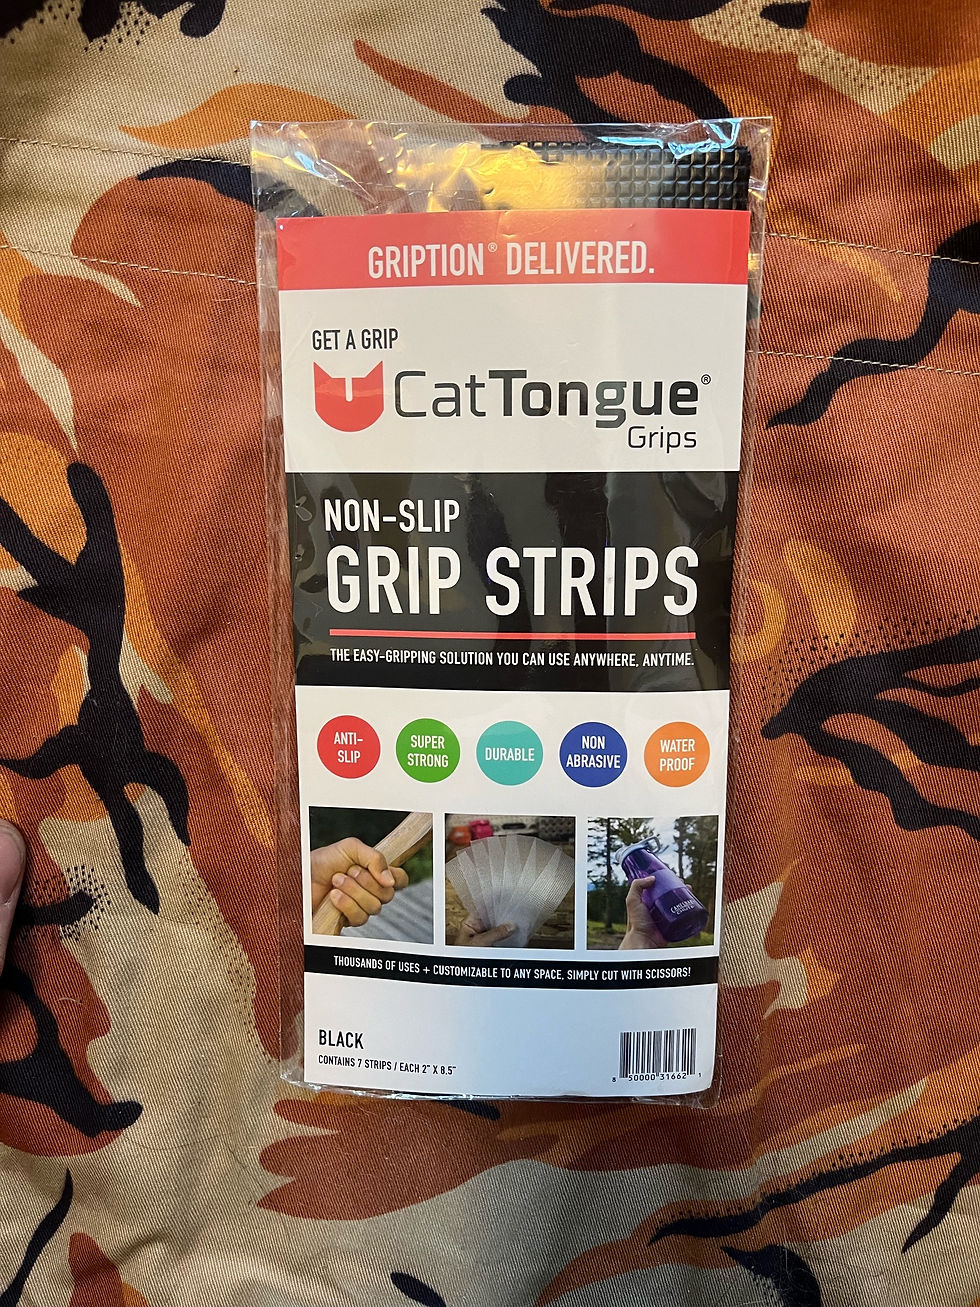 GRIPTION® DELIVERED.
GET A GRIP
CatTongue®
Grips
NON-SLIP
GRIP STRIPS
THE EASY-GRIPPING SOLUTION YOU CAN USE ANYWHERE, ANYTIME.
ANTI-
SLIP
SUPER
STRONG
DURABLE
NON
ABRASIVE
WATER
PROOF
CAMELBAK
THOUSANDS OF USES + CUSTOMIZABLE TO ANY SPACE, SIMPLY CUT WITH SCISSORS!
BLACK
CONTAINS 7 STRIPS / EACH 2" X 8.5"
8 50000 31662 1